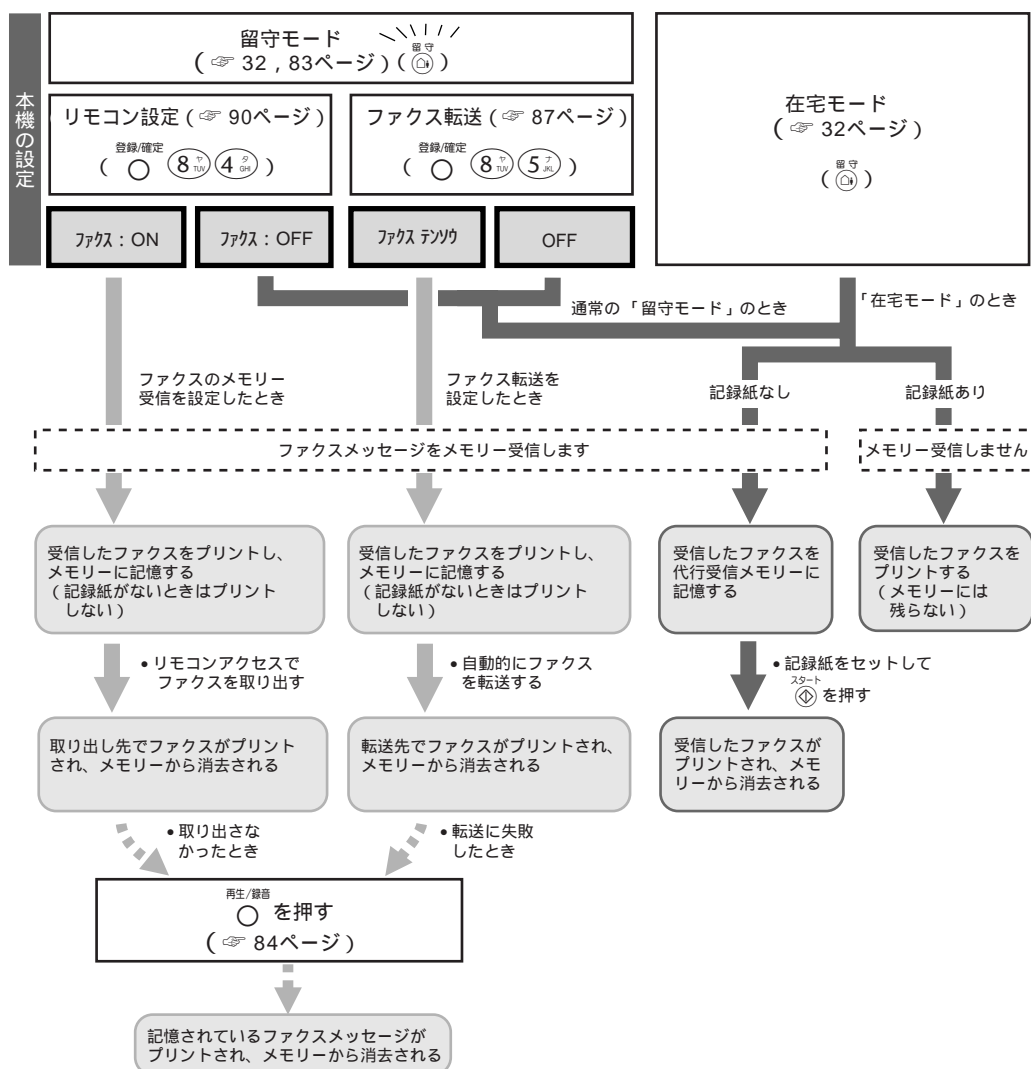 本機の設定
留守モード
(☞ 32，83ページ)(留守)
リモコン設定(☞ 90ページ)
登録/確定
(○ 8 ヤ TUV 4 タ GHI)
ファクス転送(☞ 87ページ)
登録/確定
(○ 8 ヤ TUV 5 ナ JKL)
在宅モード
(☞ 32ページ)
留守
ﾌｧｸｽ：ON
ﾌｧｸｽ：OFF
ﾌｧｸｽ ﾃﾝｿｳ
OFF
通常の「留守モード」のとき
「在宅モード」のとき
ファクスのメモリー
受信を設定したとき
ファクス転送を
設定したとき
記録紙なし
記録紙あり
ファクスメッセージをメモリー受信します
メモリー受信しません
受信したファクスをプリントし、
メモリーに記憶する
(記録紙がないときはプリント
しない)
受信したファクスをプリントし、
メモリーに記憶する
(記録紙がないときはプリント
しない)
受信したファクスを
代行受信メモリーに
記憶する
受信したファクスを
プリントする
(メモリーには
残らない)
•リモコンアクセスで
ファクスを取り出す
•自動的にファクス
を転送する
•記録紙をセットして
スタート
を押す
取り出し先でファクスがプリント
され、メモリーから消去される
転送先でファクスがプリントされ、
メモリーから消去される
受信したファクスが
プリントされ、メモ
リーから消去される
•取り出さな
かったとき
•転送に失敗
したとき
再生/録音
○ を押す
(☞ 84ページ)
記憶されているファクスメッセージが
プリントされ、メモリーから消去される